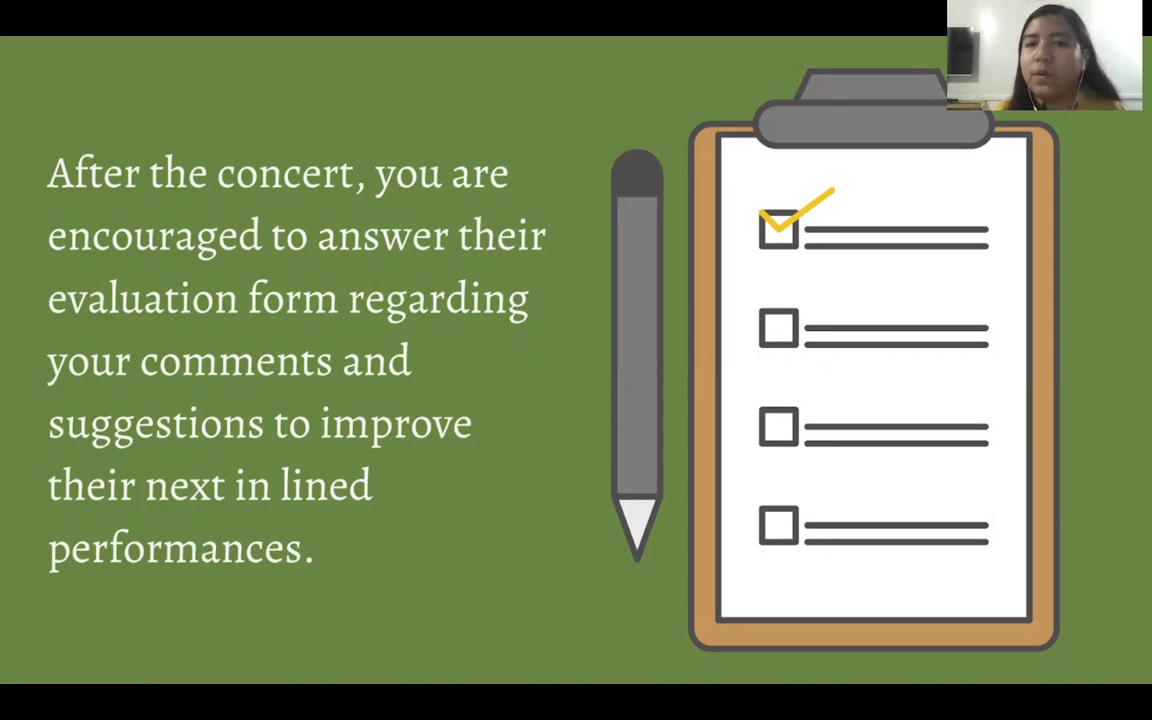 After the concert, you are
encouraged to answer their
evaluation form regarding
your comments and
suggestions to improve
their next in lined
performances.